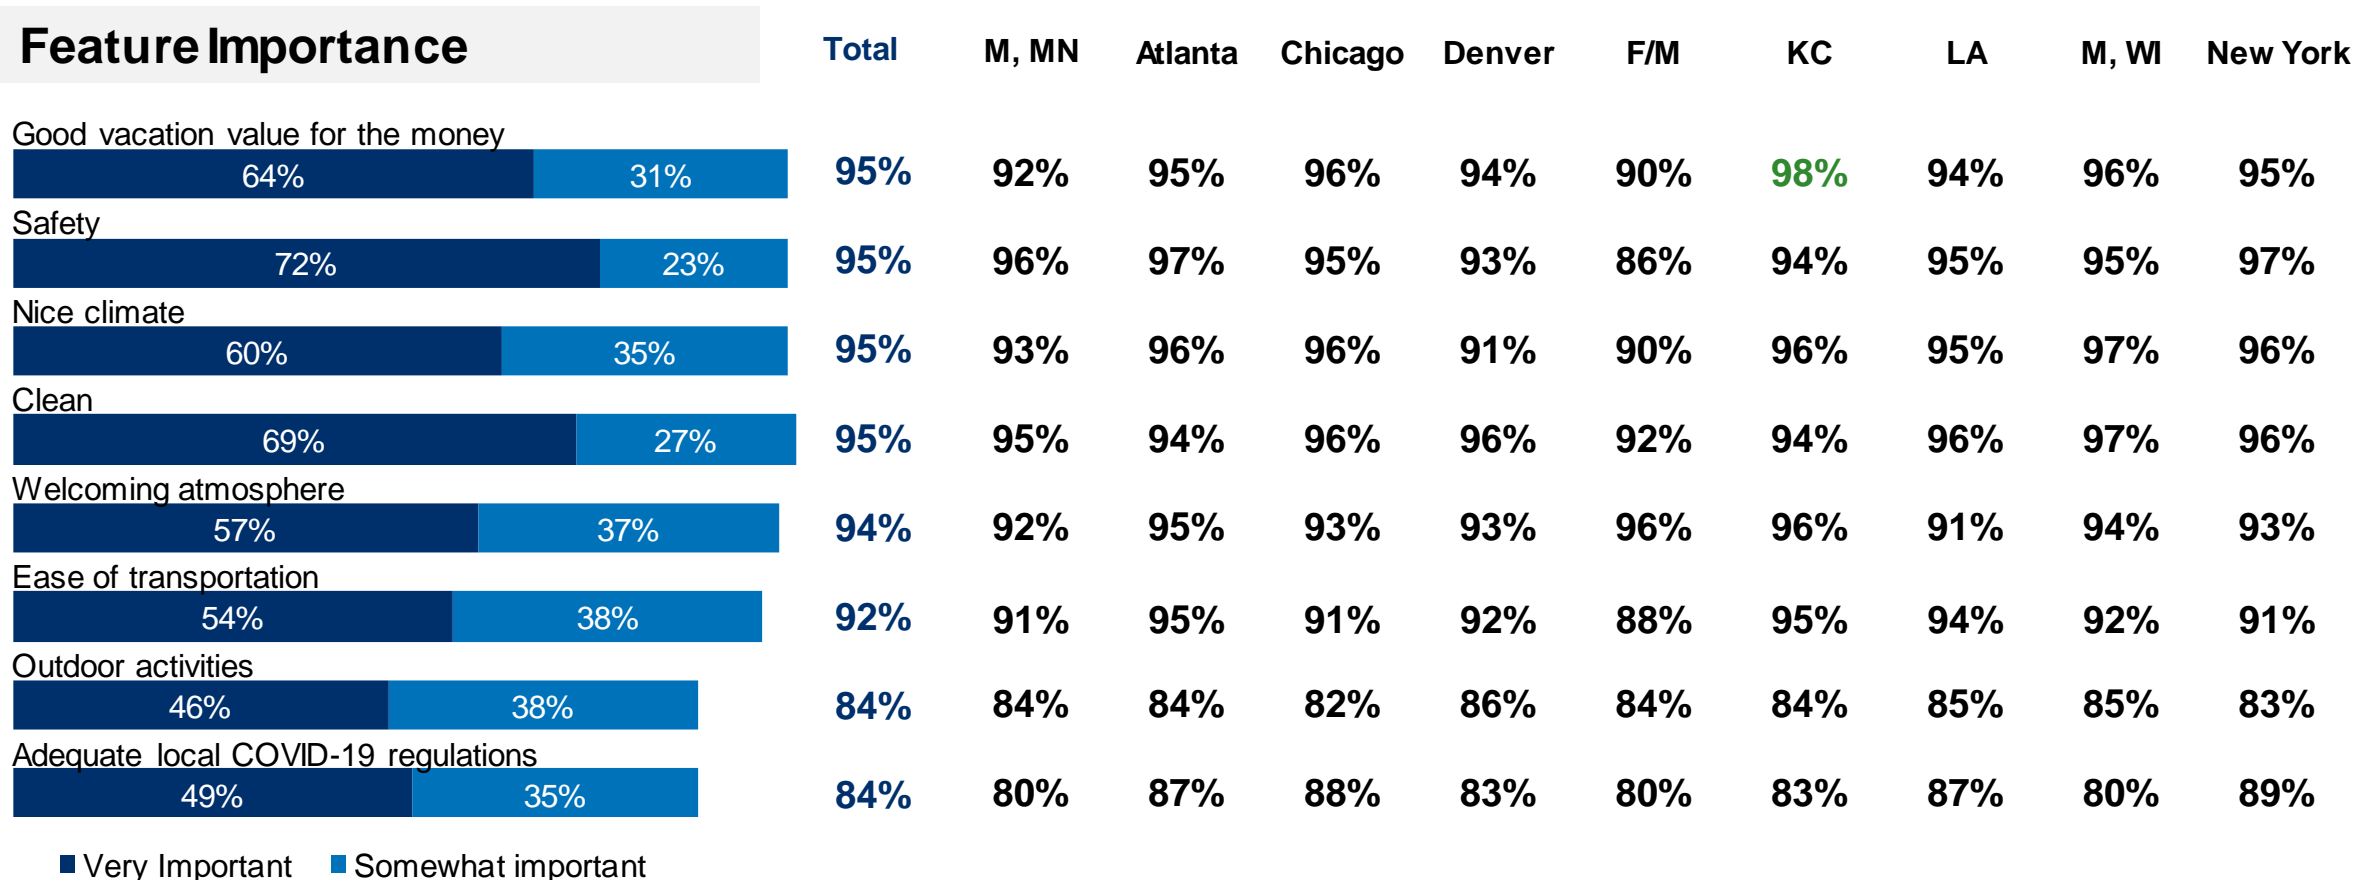 Feature Importance Total M, MN Atlanta Chicago Denver F/M KC LA M, WI New York
Good vacation value for the money
64% 31% 95% 92% 95% 96% 94% 90% 98% 94% 96% 95%
Safety
72% 23% 95% 96% 97% 95% 93% 86% 94% 95% 95% 97%
Nice climate
60% 35% 95% 93% 96% 96% 91% 90% 96% 95% 97% 96%
Clean
69% 27% 95% 95% 94% 96% 96% 92% 94% 96% 97% 96%
Welcoming atmosphere
57% 37% 94% 92% 95% 93% 93% 96% 96% 91% 94% 93%
Ease of transportation
54% 38% 92% 91% 95% 91% 92% 88% 95% 94% 92% 91%
Outdoor activities
46% 38% 84% 84% 84% 82% 86% 84% 84% 85% 85% 83%
Adequate local COVID-19 regulations
49% 35% 84% 80% 87% 88% 83% 80% 83% 87% 80% 89%
Very Important Somewhat important